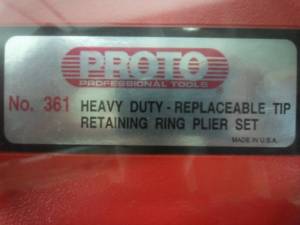 PROTO
PROFESSIONAL TOOLS
No. 361 HEAVY DUTY - REPLACEABLE TIP
RETAINING RING PLIER SET
MADE IN U.S.A.